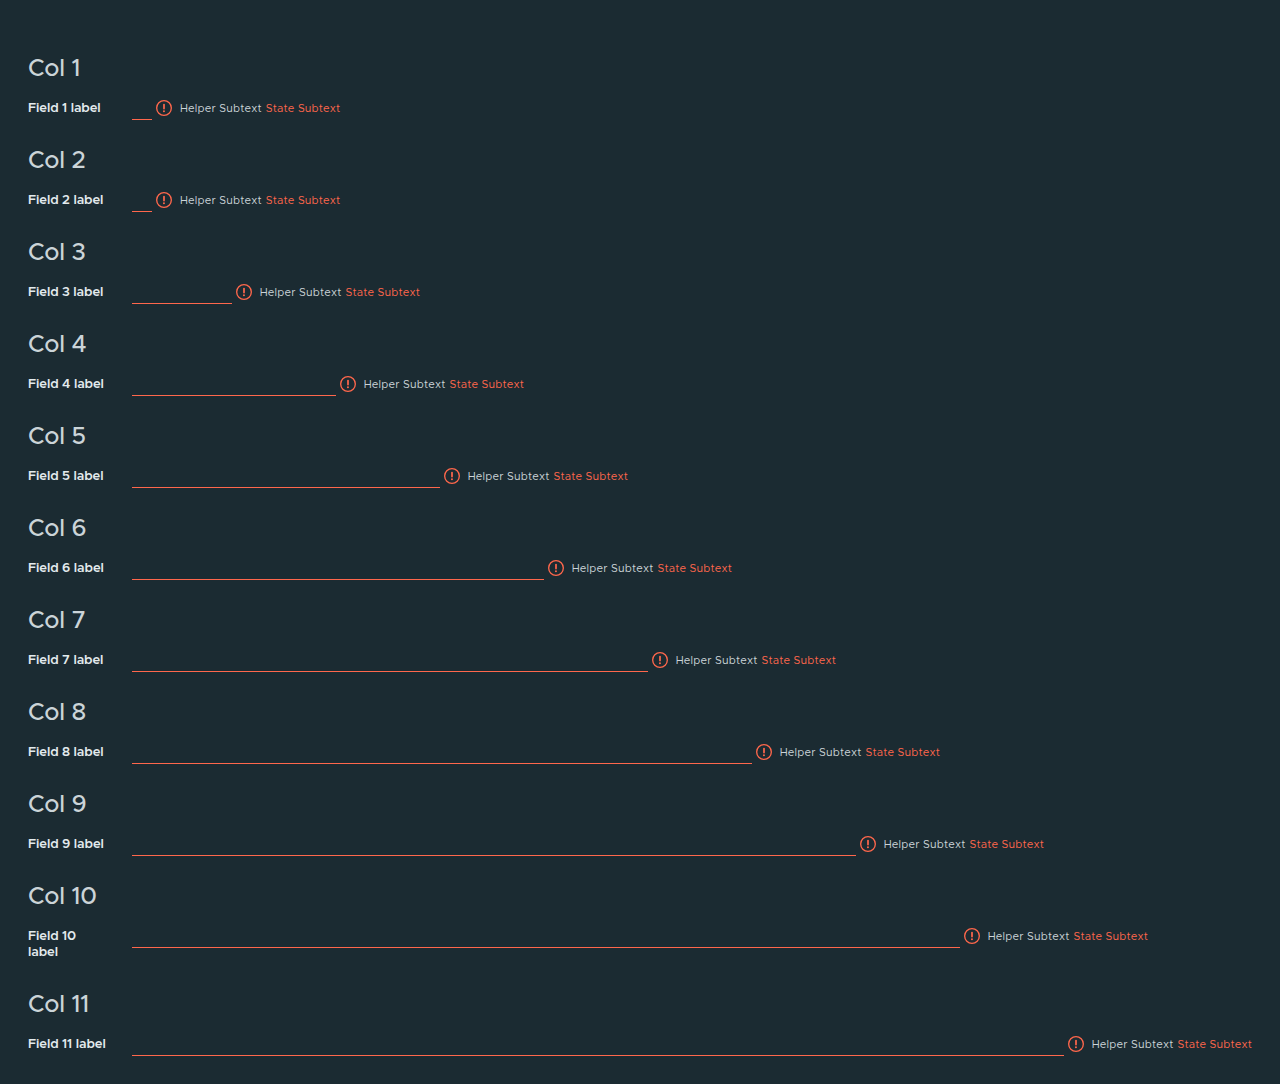 Col 1
Field 1 label Helper Subtext State Subtext
Col 2
Field 2 label Helper Subtext State Subtext
Col 3
Field 3 label Helper Subtext State Subtext
Col 4
Field 4 label Helper Subtext State Subtext
Col 5
Field 5 label Helper Subtext State Subtext
Col 6
Field 6 label Helper Subtext State Subtext
Col 7
Field 7 label Helper Subtext State Subtext
Col 8
Field 8 label Helper Subtext State Subtext
Col 9
Field 9 label Helper Subtext State Subtext
Col 10
Field 10 Helper Subtext State Subtext
label
Col 11
Field 11 label Helper Subtext State Subtext